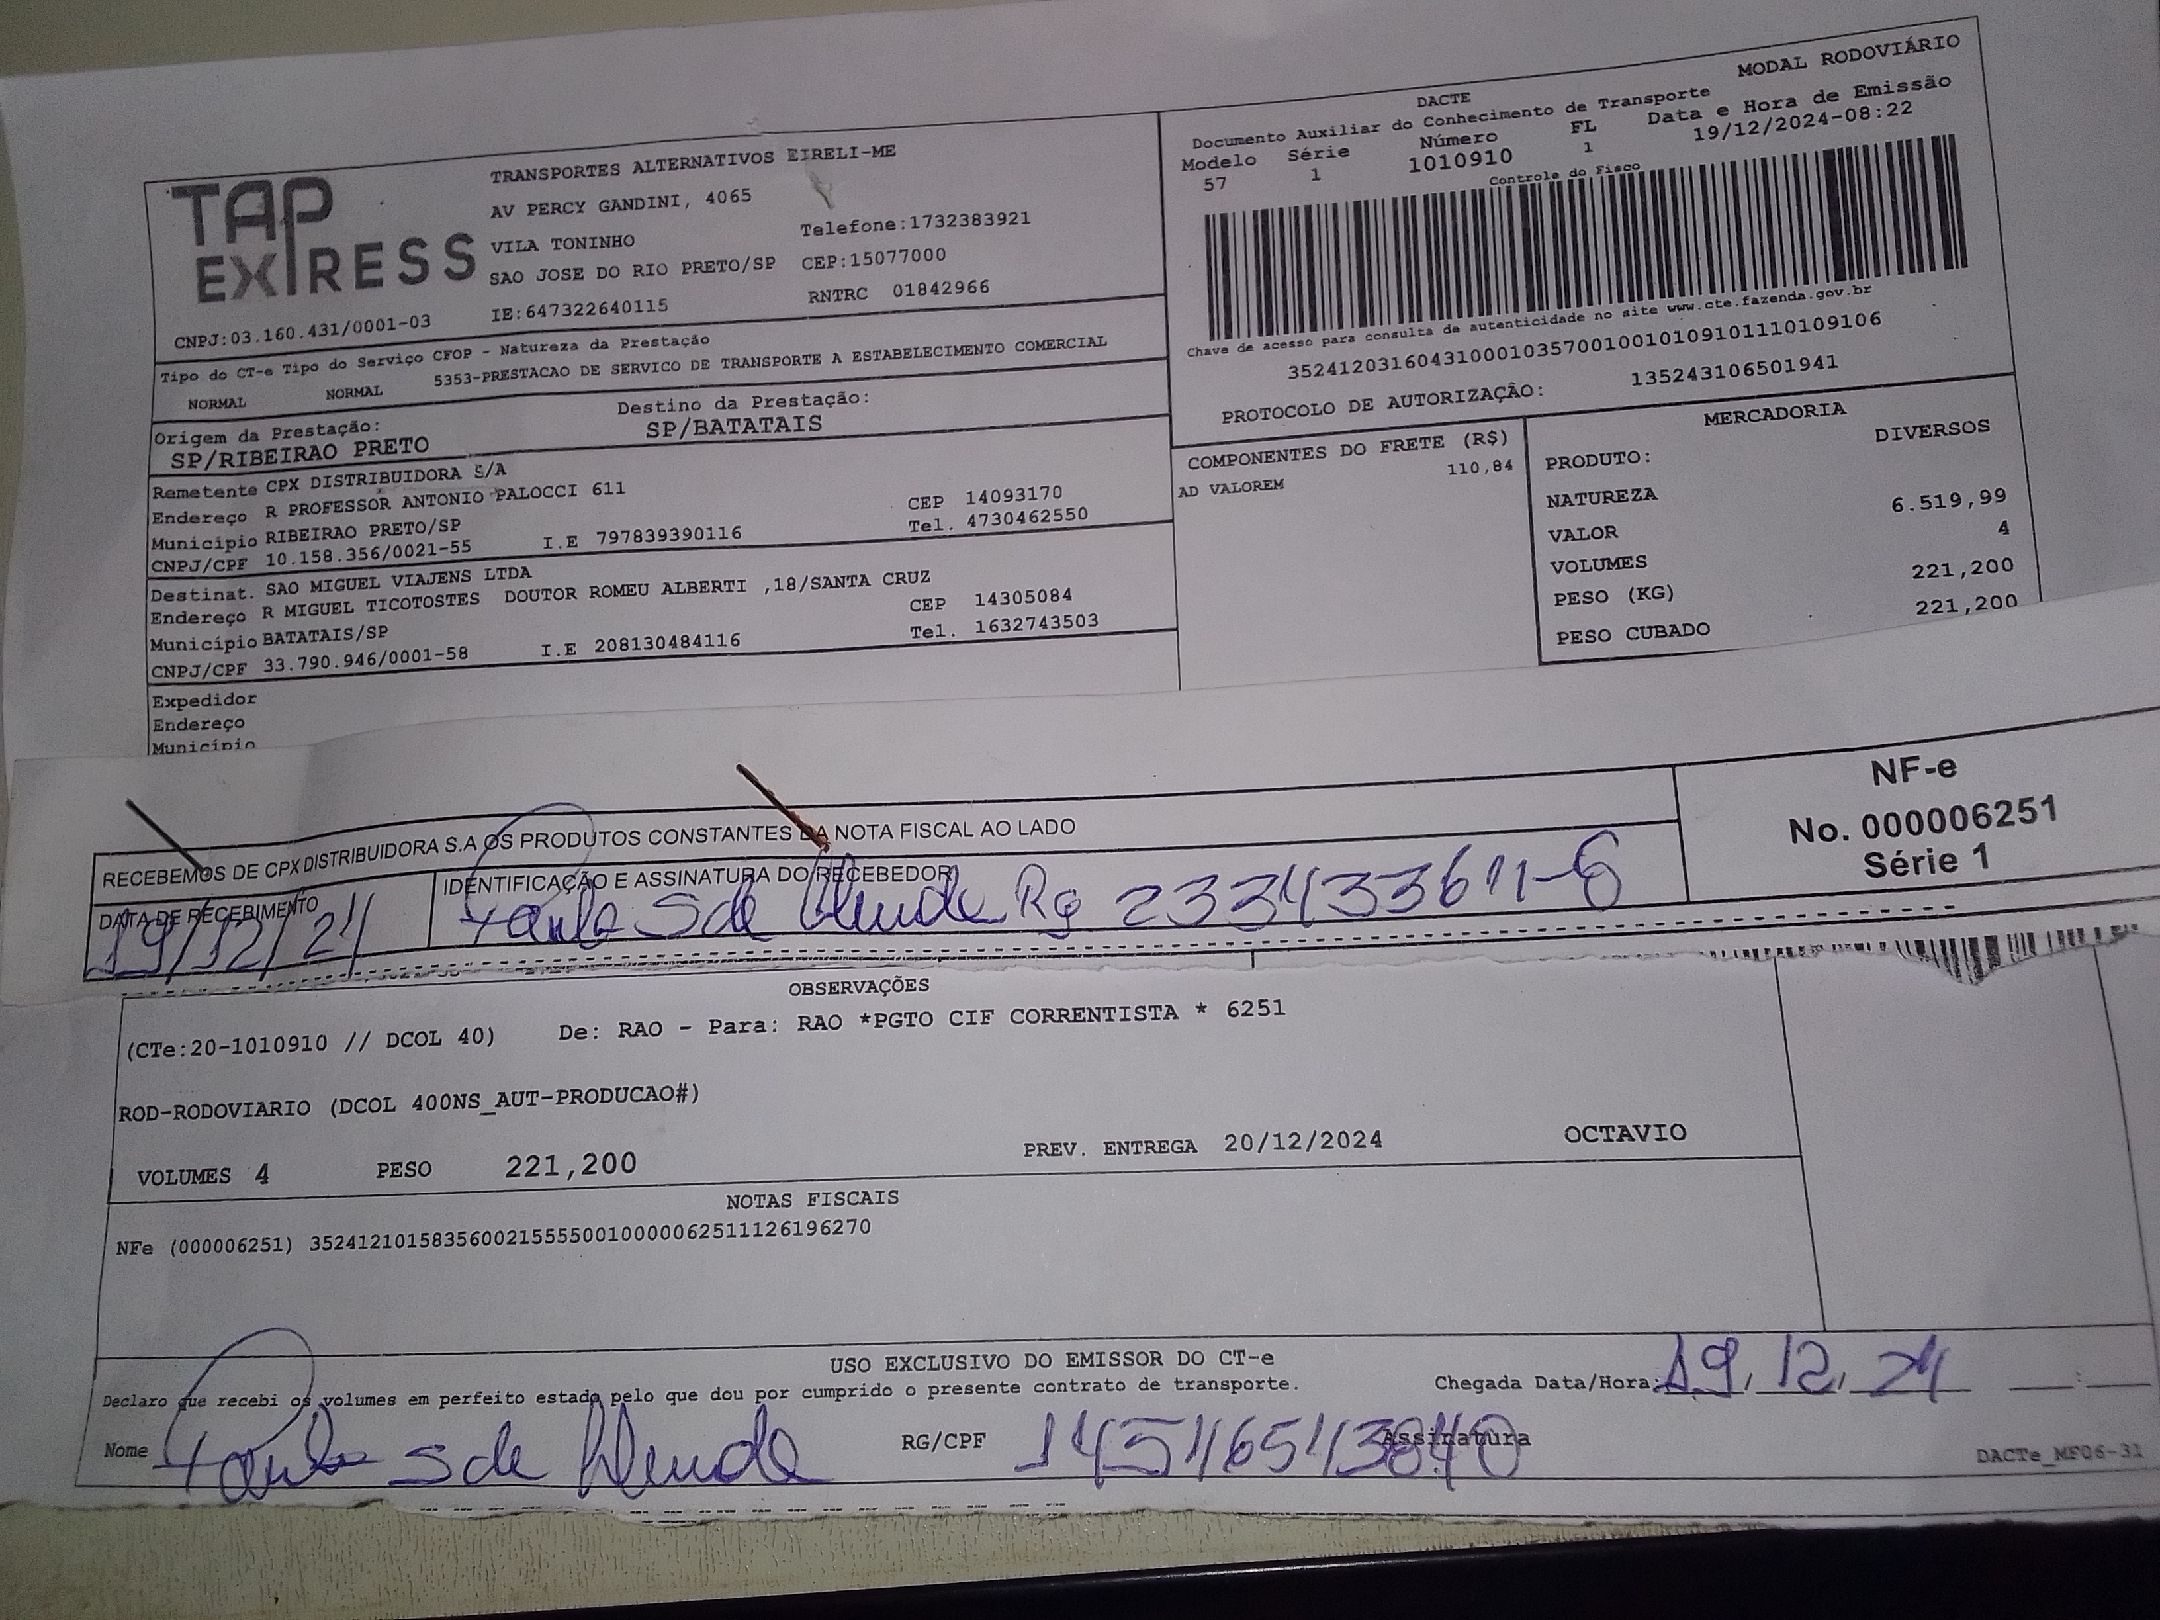 TAP
EXPRESS
CNPJ:03.160.431/0001-03
TRANSPORTES ALTERNATIVOS EIRELI-ME
AV PERCY GANDINI, 4065
VILA TONINHO Telefone:1732383921
SAO JOSE DO RIO PRETO/SP CEP:15077000
IE:647322640115 RNTRC 01842966
MODAL RODOVIÁRIO
DACTE
Documento Auxiliar do Conhecimento de Transporte
Modelo Série Número FL Data e Hora de Emissão
57 1 1010910 1 19/12/2024-08:22
Controle do Fisco
Chave de acesso para consulta de autenticidade no site www.cte.fazenda.gov.br
35241203160431000103570010010109101110109106
PROTOCOLO DE AUTORIZAÇÃO: 135243106501941
Tipo do CT-e Tipo do Serviço CFOP - Natureza da Prestação
NORMAL NORMAL 5353-PRESTACAO DE SERVICO DE TRANSPORTE A ESTABELECIMENTO COMERCIAL
Origem da Prestação: Destino da Prestação:
SP/RIBEIRAO PRETO SP/BATATAIS
Remetente CPX DISTRIBUIDORA S/A
Endereço R PROFESSOR ANTONIO PALOCCI 611 CEP 14093170
Município RIBEIRAO PRETO/SP Tel. 4730462550
CNPJ/CPF 10.158.356/0021-55 I.E 797839390116
Destinat. SAO MIGUEL VIAJENS LTDA
Endereço R MIGUEL TICOTOSTES DOUTOR ROMEU ALBERTI ,18/SANTA CRUZ
Município BATATAIS/SP CEP 14305084
CNPJ/CPF 33.790.946/0001-58 I.E 208130484116 Tel. 1632743503
Expedidor
Endereço
Município
COMPONENTES DO FRETE (R$)
AD VALOREM 110,84
MERCADORIA
PRODUTO: DIVERSOS
NATUREZA
VALOR 6.519,99
VOLUMES 4
PESO (KG) 221,200
PESO CUBADO 221,200
RECEBEMOS DE CPX DISTRIBUIDORA S.A OS PRODUTOS CONSTANTES DA NOTA FISCAL AO LADO
DATA DE RECEBIMENTO IDENTIFICAÇÃO E ASSINATURA DO RECEBEDOR
19/12/24
NF-e
No. 000006251
Série 1
OBSERVAÇÕES
(CTe:20-1010910 // DCOL 40) De: RAO - Para: RAO *PGTO CIF CORRENTISTA * 6251
ROD-RODOVIARIO (DCOL 400NS_AUT-PRODUCAO#)
VOLUMES 4 PESO 221,200 PREV. ENTREGA 20/12/2024 OCTAVIO
NOTAS FISCAIS
NFe (000006251) 35241210158356002155550010000062511126196270
USO EXCLUSIVO DO EMISSOR DO CT-e
Declaro que recebi os volumes em perfeito estado pelo que dou por cumprido o presente contrato de transporte. Chegada Data/Hora: 19, 12, 24
Nome RG/CPF Assinatura
DACTe_MF06-31